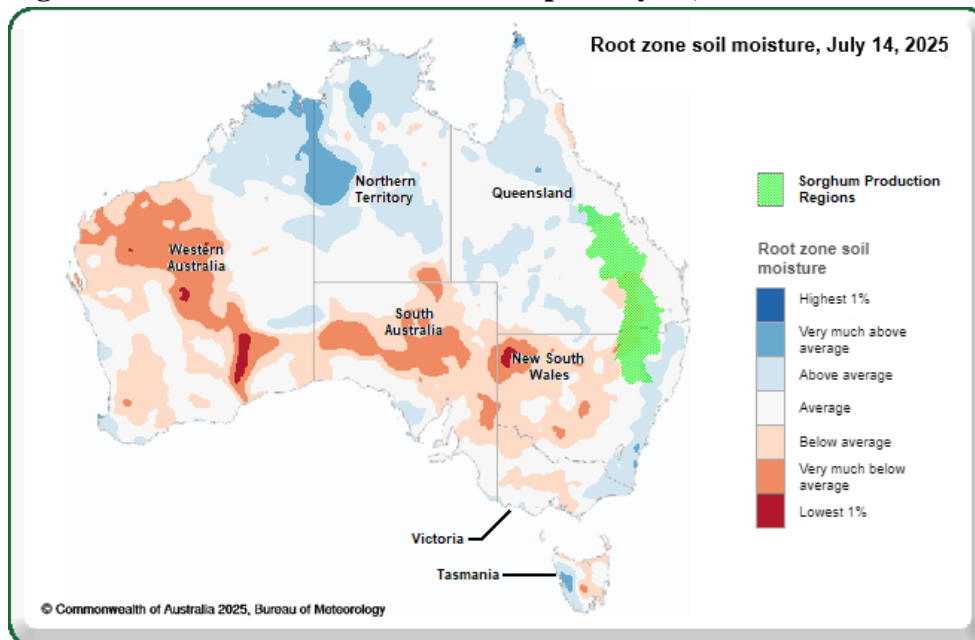 Root zone soil moisture, July 14, 2025
Northern
Territory
Queensland
Western
Australia
South
Australia
New South
Wales
Victoria
Tasmania
Sorghum Production
Regions
Root zone soil
moisture
Highest 1%
Very much above
average
Above average
Average
Below average
Very much below
average
Lowest 1%
© Commonwealth of Australia 2025, Bureau of Meteorology